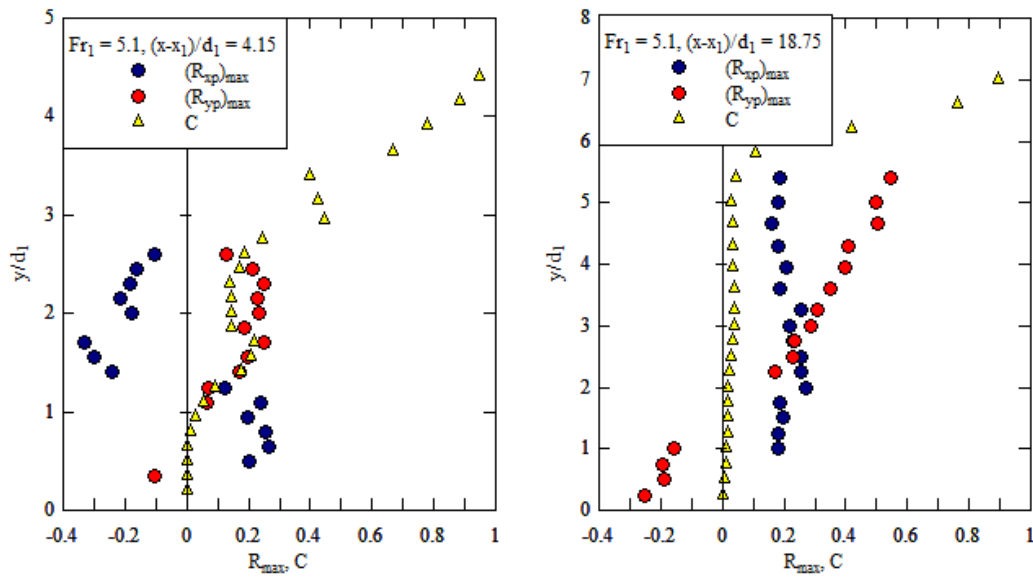 Fr1 = 5.1, (x-x1)/d1 = 4.15
(Rxp)max
(Ryp)max
C
5
4
3
2
1
0
y/d1
-0.4 -0.2 0 0.2 0.4 0.6 0.8 1
Rmax, C
Fr1 = 5.1, (x-x1)/d1 = 18.75
(Rxp)max
(Ryp)max
C
8
7
6
5
4
3
2
1
0
y/d1
-0.4 -0.2 0 0.2 0.4 0.6 0.8 1
Rmax, C